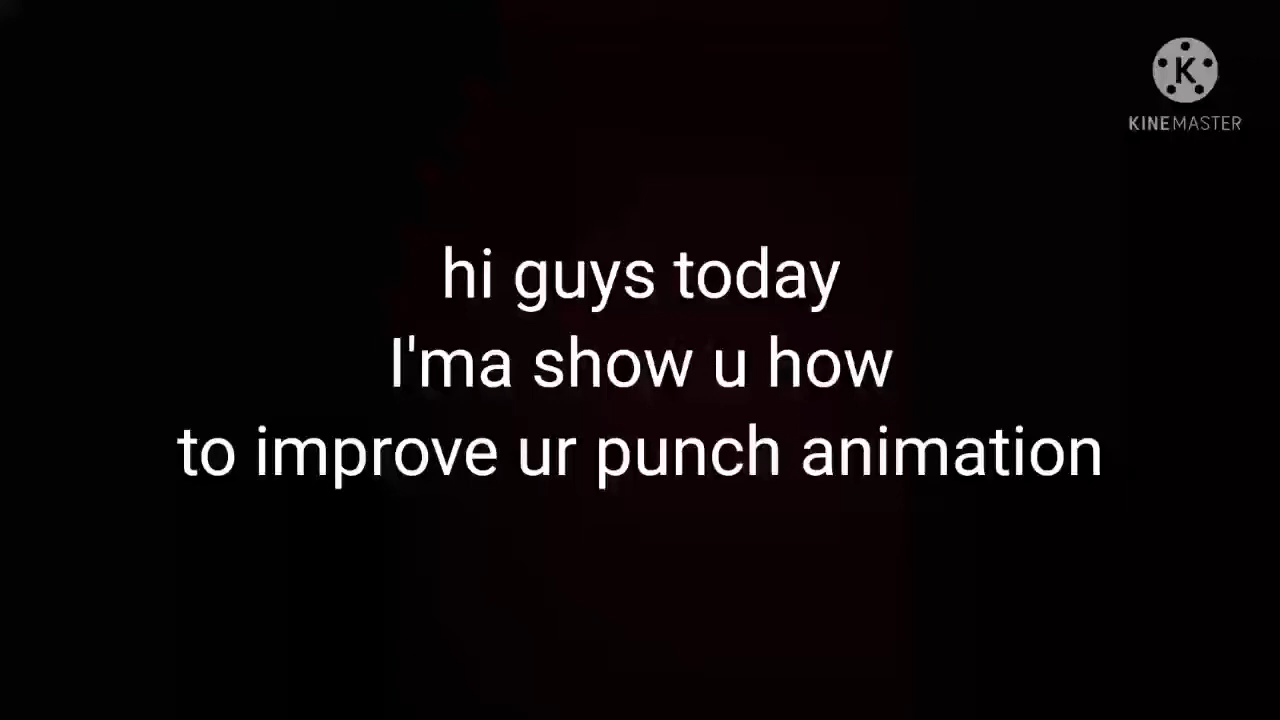 K
KINEMASTER
hi guys today
I'ma show u how
to improve ur punch animation